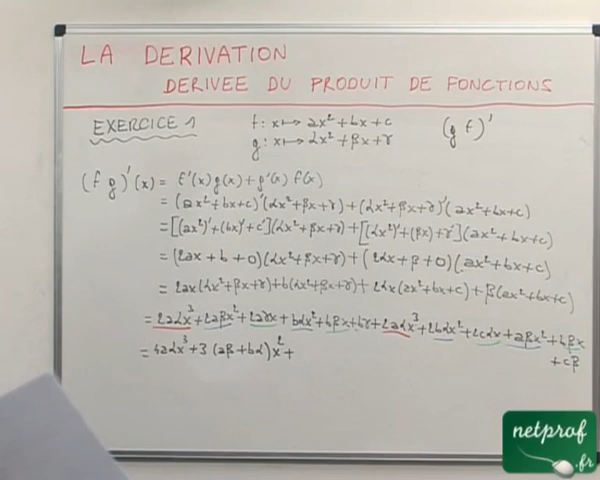 LA DERIVATION
DERIVEE DU PRODUIT DE FONCTIONS
EXERCICE 1
f: x ↦ ax² + bx + c
(g f)'
g: x ↦ αx² + βx + γ
(f g)'(x) = f'(x)g(x) + g'(x) f(x)
= (ax² + bx + c)'(αx² + βx + γ) + (αx² + βx + γ)'(ax² + bx + c)
= [(ax²)' + (bx)' + c'](αx² + βx + γ) + [(αx²)' + (βx) + γ'](ax² + bx + c)
= (2ax + b + 0)(αx² + βx + γ) + (2αx + β + 0)(ax² + bx + c)
= 2ax(αx² + βx + γ) + b(αx² + βx + γ) + 2αx(ax² + bx + c) + β(ax² + bx + c)
= 2aαx³ + 2aβx² + 2aγx + bαx² + bβx + bγ + 2aαx³ + 2bαx² + 2cαx + aβx² + bβx
+ cβ
= 4aαx³ + 3(aβ + bα)x² +
netprof
.fr